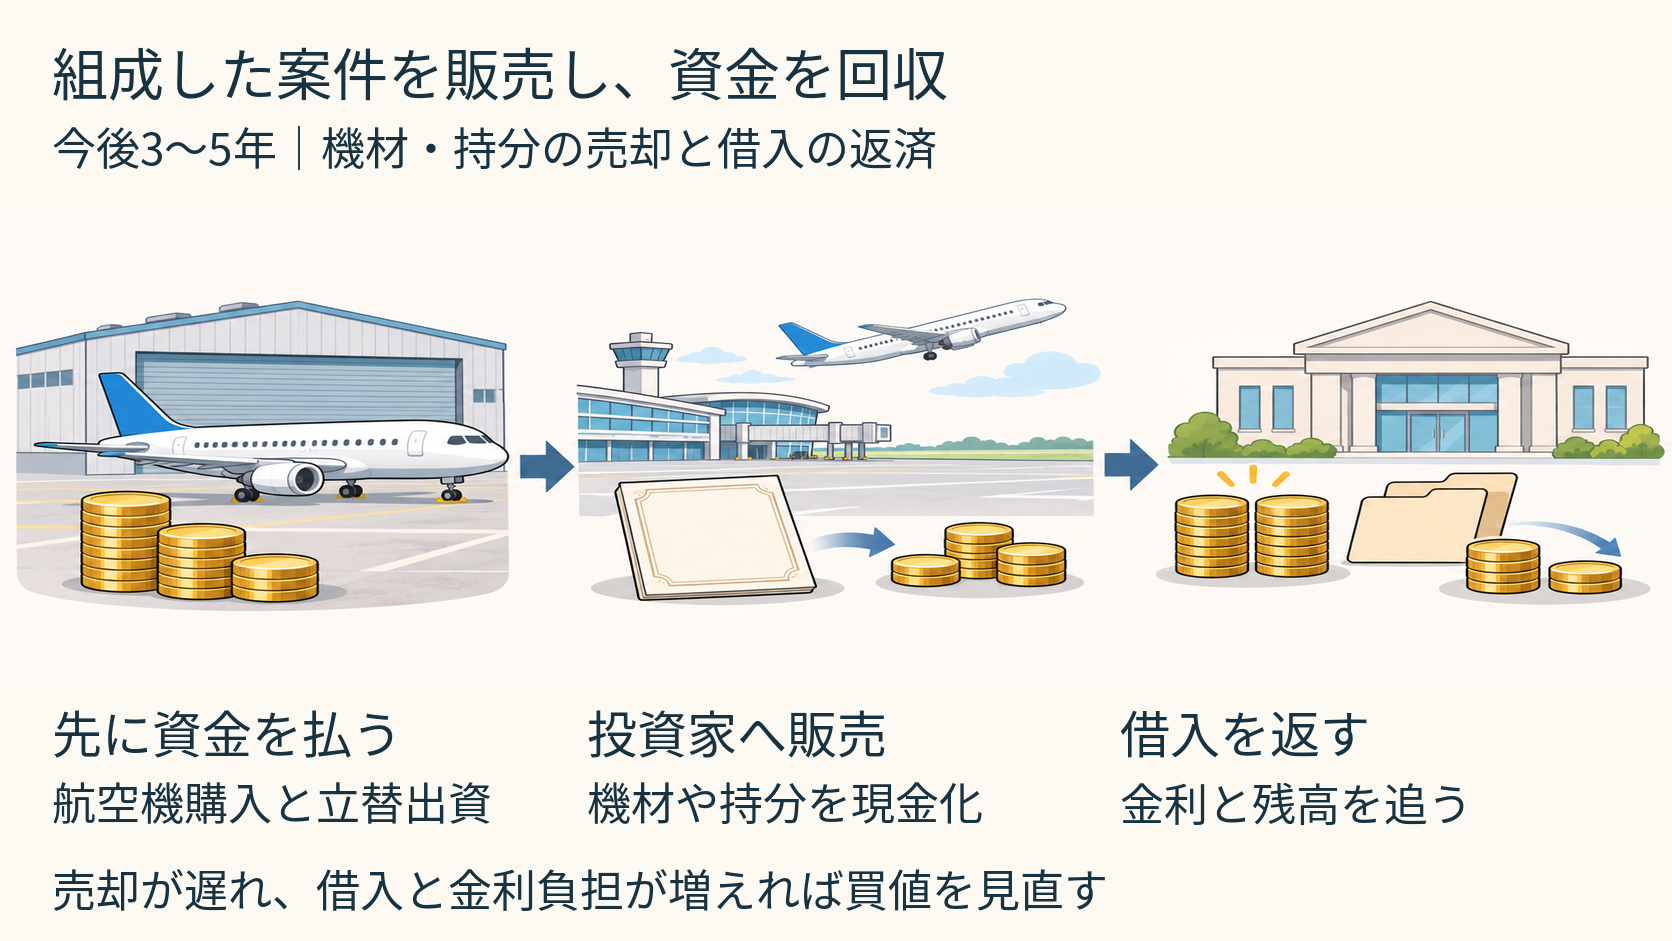 組成した案件を販売し、資金を回収
今後3〜5年｜機材・持分の売却と借入の返済
先に資金を払う
航空機購入と立替出資
投資家へ販売
機材や持分を現金化
借入を返す
金利と残高を追う
売却が遅れ、借入と金利負担が増えれば買値を見直す